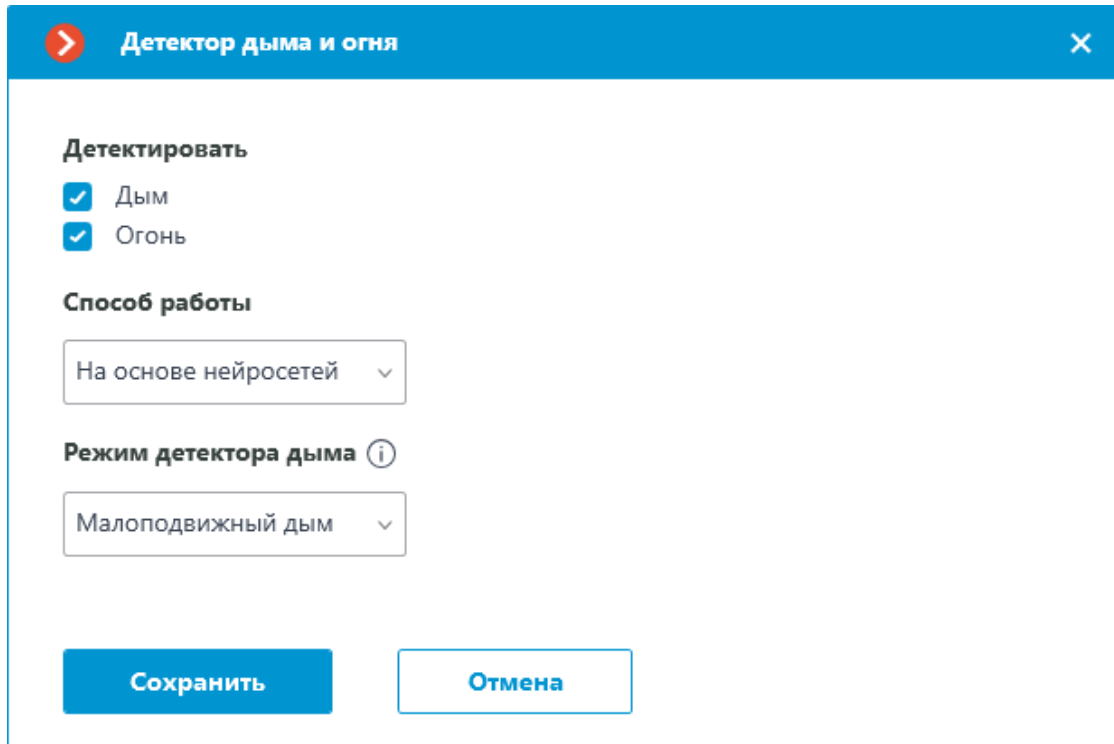 Детектор дыма и огня
Детектировать
Дым
Огонь
Способ работы
На основе нейросетей
Режим детектора дыма
Малоподвижный дым
Сохранить
Отмена